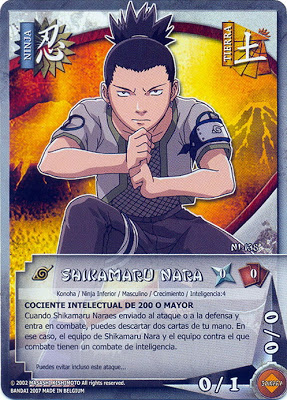 NINJA
忍
TIERRA
土
N1-138
SHIKAMARU NARA
0
0
Konoha / Ninja Inferior / Masculino / Crecimiento / Inteligencia:4
COCIENTE INTELECTUAL DE 200 O MAYOR
Cuando Shikamaru Naraes enviado al ataque o a la defensa y
entra en combate, puedes descartar dos cartas de tu mano. En
ese caso, el equipo de Shikamaru Nara y el equipo contra el que
combate tienen un combate de inteligencia.
Puedes evitar incluso este ataque...
0/0
0/1
© 2002 MASASHI KISHIMOTO All rights reserved.
BANDAI 2007 MADE IN BELGIUM